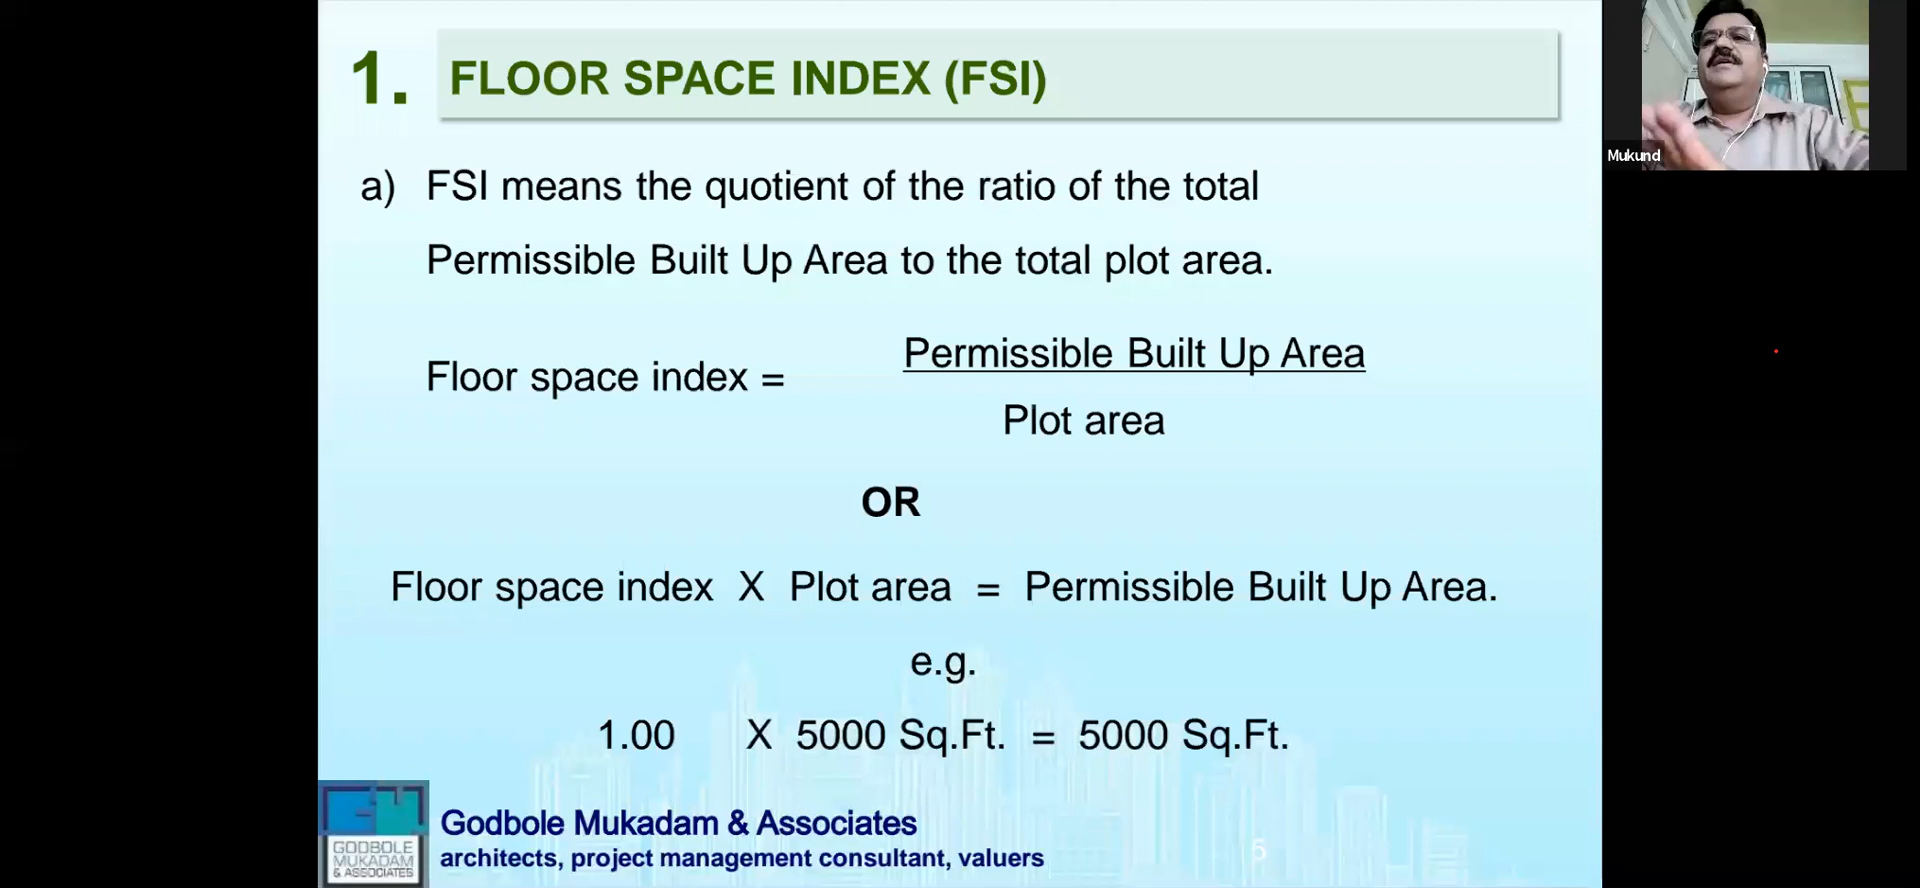 1. FLOOR SPACE INDEX (FSI)
Mukund
a) FSI means the quotient of the ratio of the total
Permissible Built Up Area to the total plot area.
Floor space index = Permissible Built Up Area
Plot area
OR
Floor space index X Plot area = Permissible Built Up Area.
e.g.
1.00 X 5000 Sq.Ft. = 5000 Sq.Ft.
GODBOLE
MUKADAM
& ASSOCIATES
Godbole Mukadam & Associates
architects, project management consultant, valuers
5